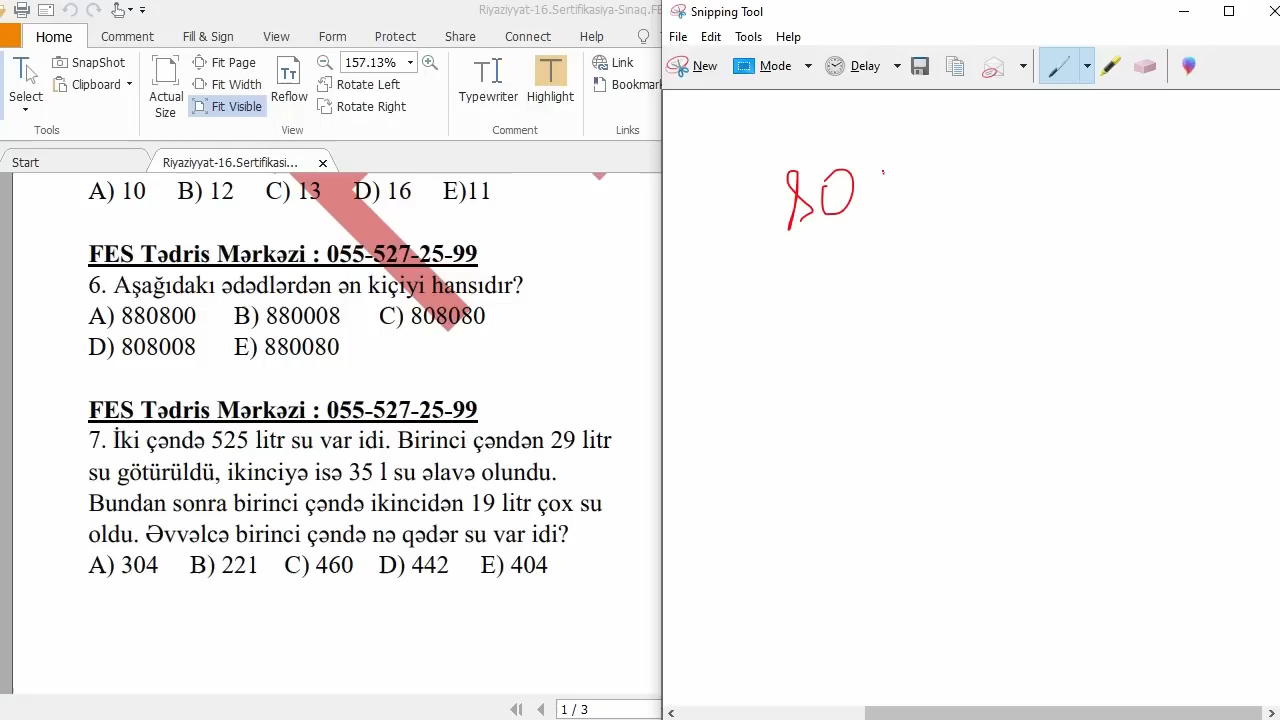 Riyaziyyat-16.Sertifikasiya-Sinaq.FE
Snipping Tool
Home Comment Fill & Sign View Form Protect Share Connect Help
File Edit Tools Help
Select
SnapShot
Clipboard
Actual Size
Fit Page
Fit Width
Fit Visible
Reflow
157.13%
Rotate Left
Rotate Right
Typewriter
Highlight
Link
Bookmar
Tools View Comment Links
New Mode Delay
Start
Riyaziyyat-16.Sertifikasi...
A) 10 B) 12 C) 13 D) 16 E)11
FES Tədris Mərkəzi : 055-527-25-99
6. Aşağıdakı ədədlərdən ən kiçiyi hansıdır?
A) 880800 B) 880008 C) 808080
D) 808008 E) 880080
FES Tədris Mərkəzi : 055-527-25-99
7. İki çəndə 525 litr su var idi. Birinci çəndən 29 litr
su götürüldü, ikinciyə isə 35 l su əlavə olundu.
Bundan sonra birinci çəndə ikincidən 19 litr çox su
oldu. Əvvəlcə birinci çəndə nə qədər su var idi?
A) 304 B) 221 C) 460 D) 442 E) 404
1 / 3
80